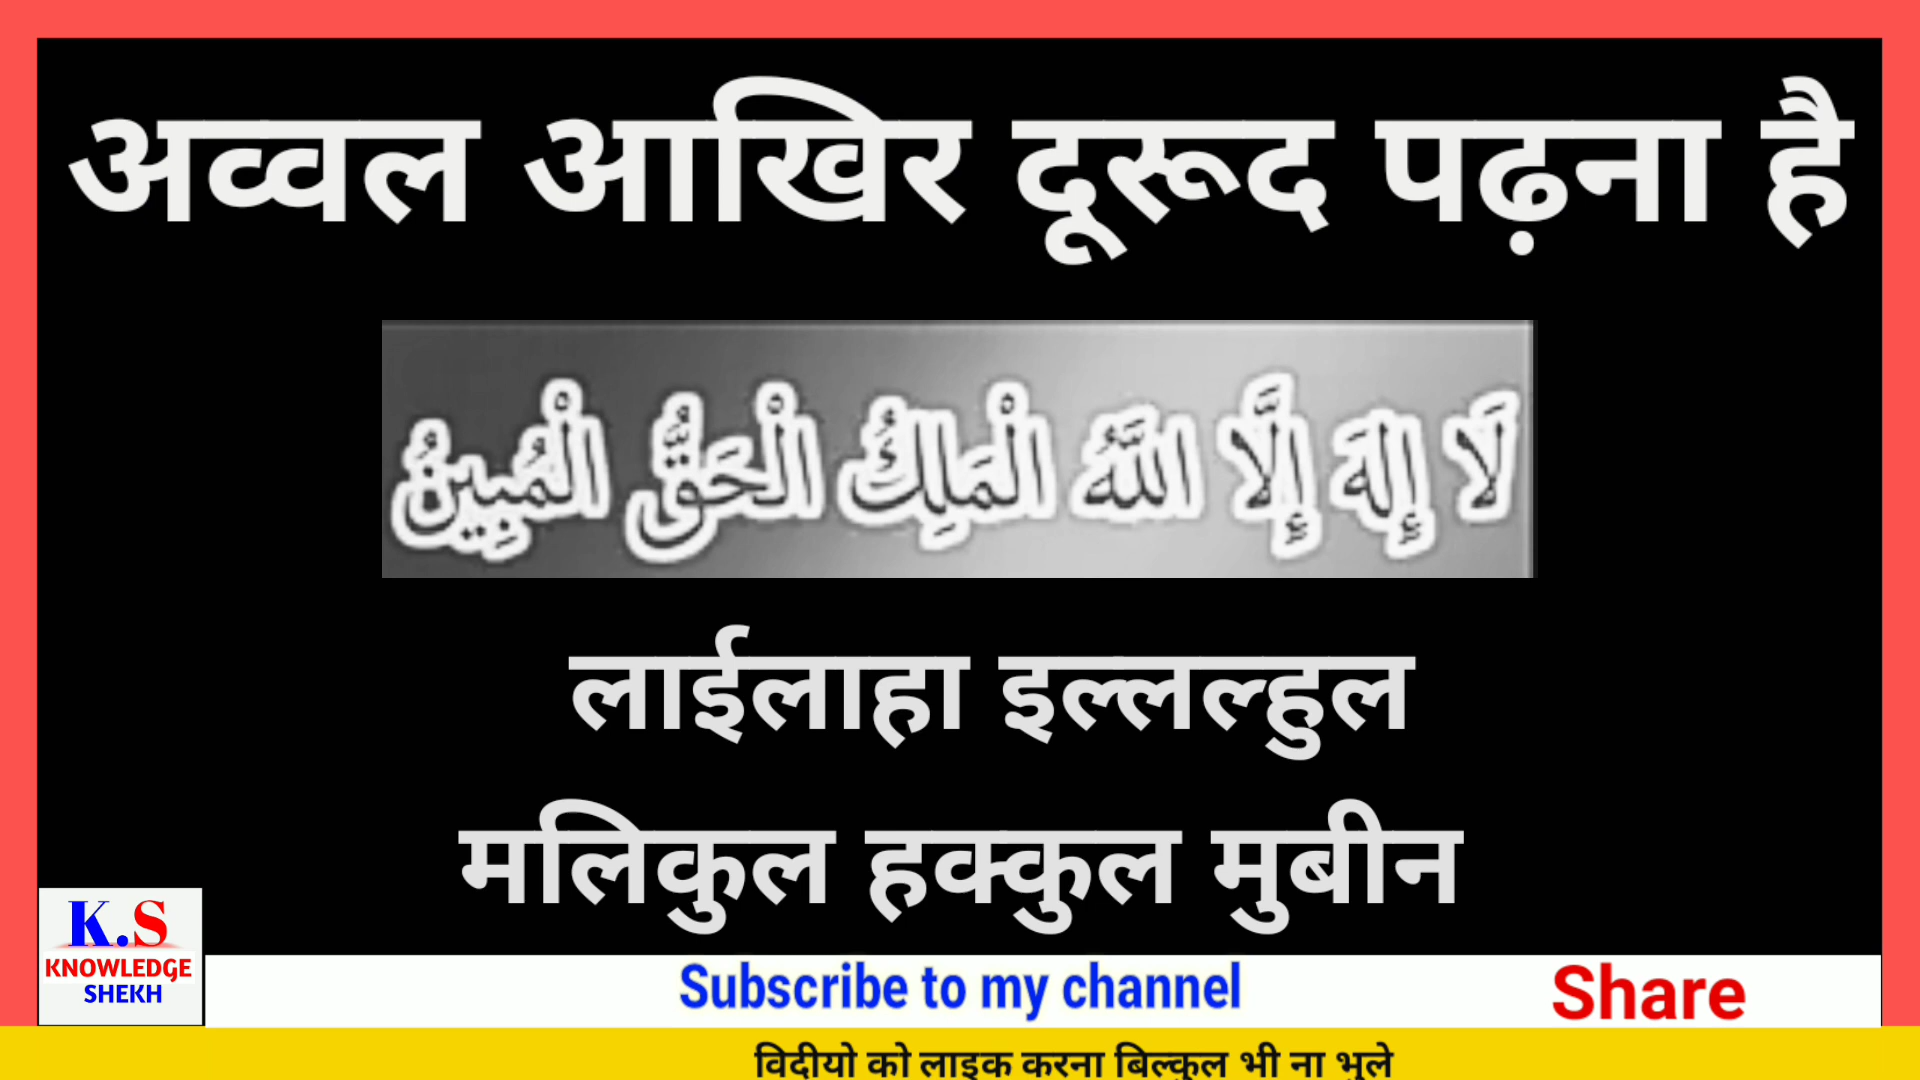 अव्वल आखिर दूरूद पढ़ना है
لَا إِلهَ إِلَّا اللَّهُ الْمَلِكُ الْحَقُّ الْمُبِينُ
लाईलाहा इल्लल्हुल
मलिकुल हक्कुल मुबीन
K.S
KNOWLEDGE
SHEKH
Subscribe to my channel
Share
विदीयो को लाइक करना बिल्कुल भी ना भुले